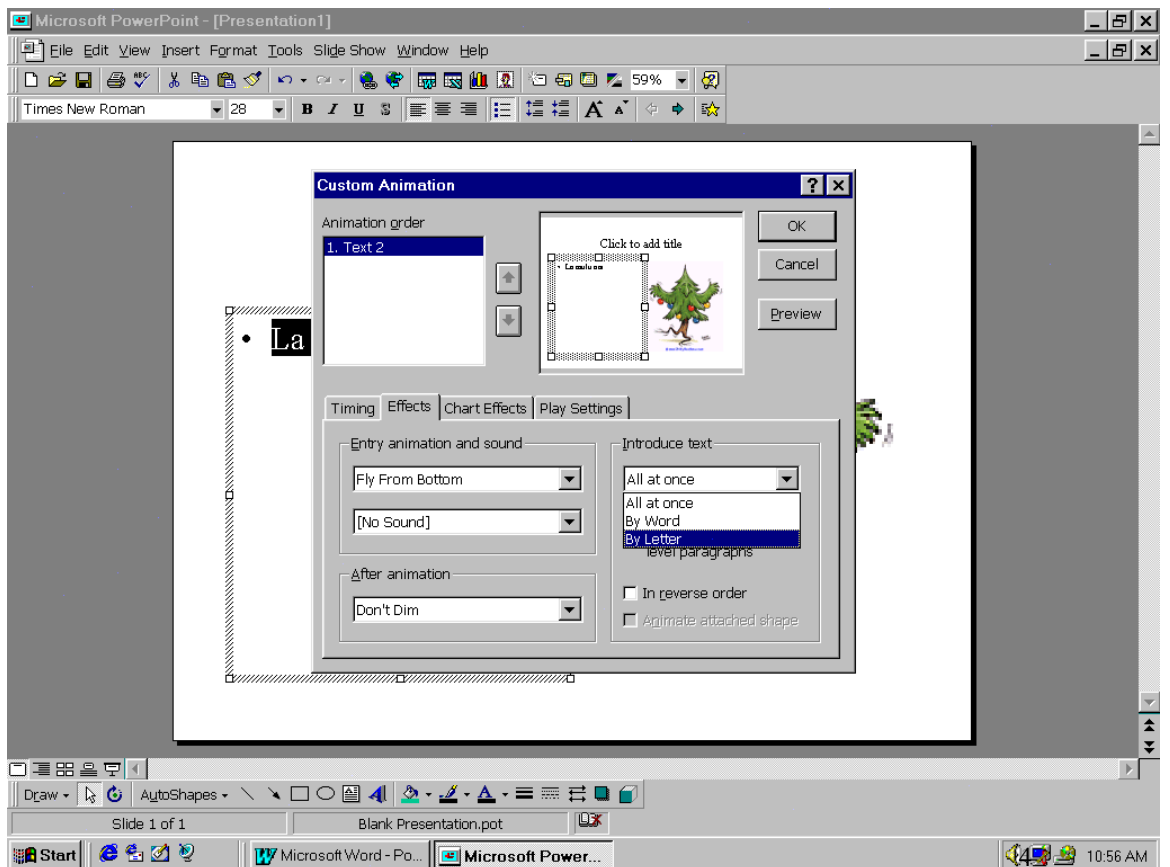 Microsoft PowerPoint - [Presentation1]
File Edit View Insert Format Tools Slide Show Window Help
59%
Times New Roman 28 B I U S A A
Custom Animation
Animation order
1. Text 2
Click to add title
OK
Cancel
Preview
La
Timing Effects Chart Effects Play Settings
Entry animation and sound
Fly From Bottom
[No Sound]
After animation
Don't Dim
Introduce text
All at once
All at once
By Word
By Letter
level paragraphs
In reverse order
Animate attached shape
Draw AutoShapes
Slide 1 of 1 Blank Presentation.pot
Start Microsoft Word - Po... Microsoft Power... 10:56 AM